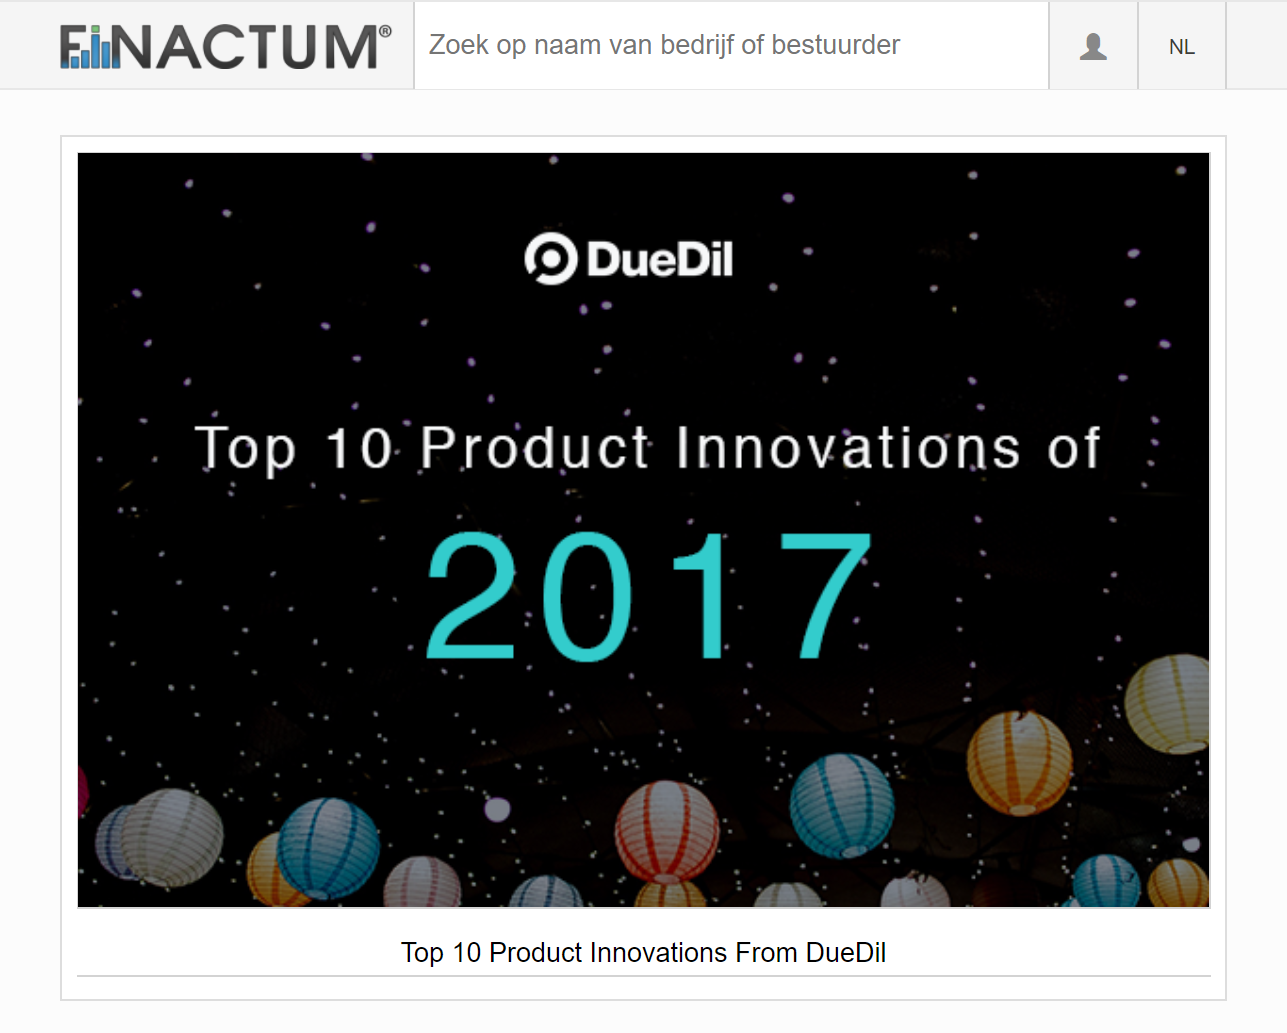 FiNACTUM®
Zoek op naam van bedrijf of bestuurder
NL
DueDil
Top 10 Product Innovations of
2017
Top 10 Product Innovations From DueDil